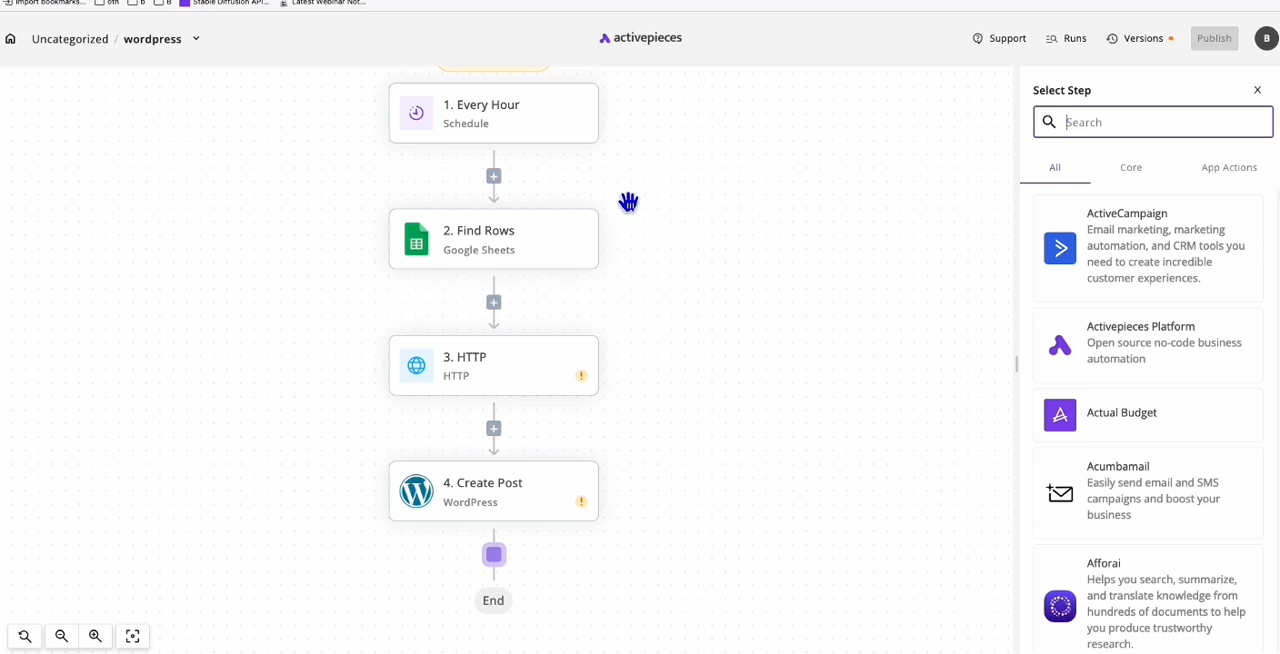 Import bookmarks...
oth
b
B
Stable Diffusion API...
Latest Webinar Not...
Uncategorized / wordpress
activepieces
Support
Runs
Versions
Publish
B
1. Every Hour
Schedule
2. Find Rows
Google Sheets
3. HTTP
HTTP
!
4. Create Post
WordPress
!
End
Select Step
Search
All
Core
App Actions
ActiveCampaign
Email marketing, marketing
automation, and CRM tools you
need to create incredible
customer experiences.
Activepieces Platform
Open source no-code business
automation
Actual Budget
Acumbamail
Easily send email and SMS
campaigns and boost your
business
Afforai
Helps you search, summarize,
and translate knowledge from
hundreds of documents to help
you produce trustworthy
research.